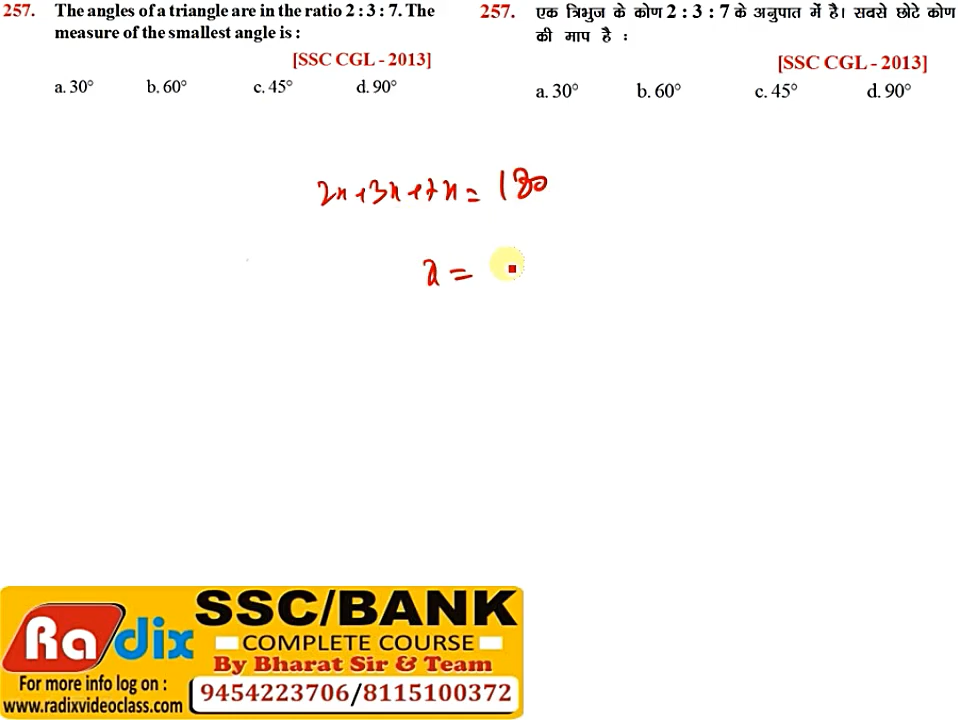 257. The angles of a triangle are in the ratio 2 : 3 : 7. The
measure of the smallest angle is :
[SSC CGL - 2013]
a. 30° b. 60° c. 45° d. 90°
257. एक त्रिभुज के कोण 2 : 3 : 7 के अनुपात में है। सबसे छोटे कोण
की माप है :
[SSC CGL - 2013]
a. 30° b. 60° c. 45° d. 90°
2x+3x+7x = 180
x =
Radix
SSC/BANK
COMPLETE COURSE
By Bharat Sir & Team
For more info log on :
www.radixvideoclass.com
9454223706/8115100372